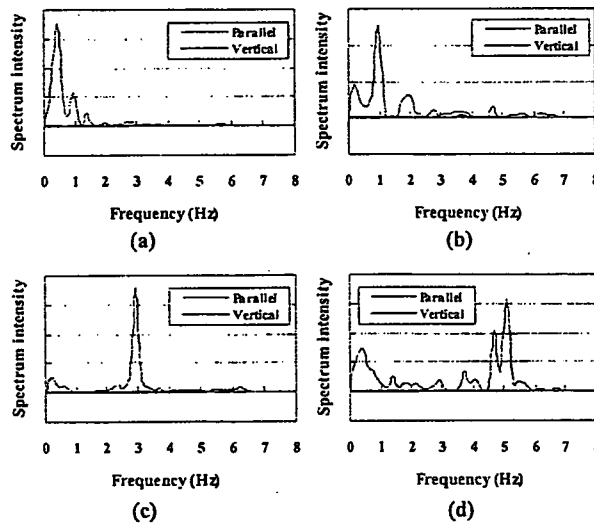 Spectrum intensity
Parallel
Vertical
0 1 2 3 4 5 6 7 8
Frequency (Hz)
(a)
Spectrum intensity
Parallel
Vertical
0 1 2 3 4 5 6 7 8
Frequency (Hz)
(b)
Spectrum intensity
Parallel
Vertical
0 1 2 3 4 5 6 7 8
Frequency (Hz)
(c)
Spectrum intensity
Parallel
Vertical
0 1 2 3 4 5 6 7 8
Frequency (Hz)
(d)